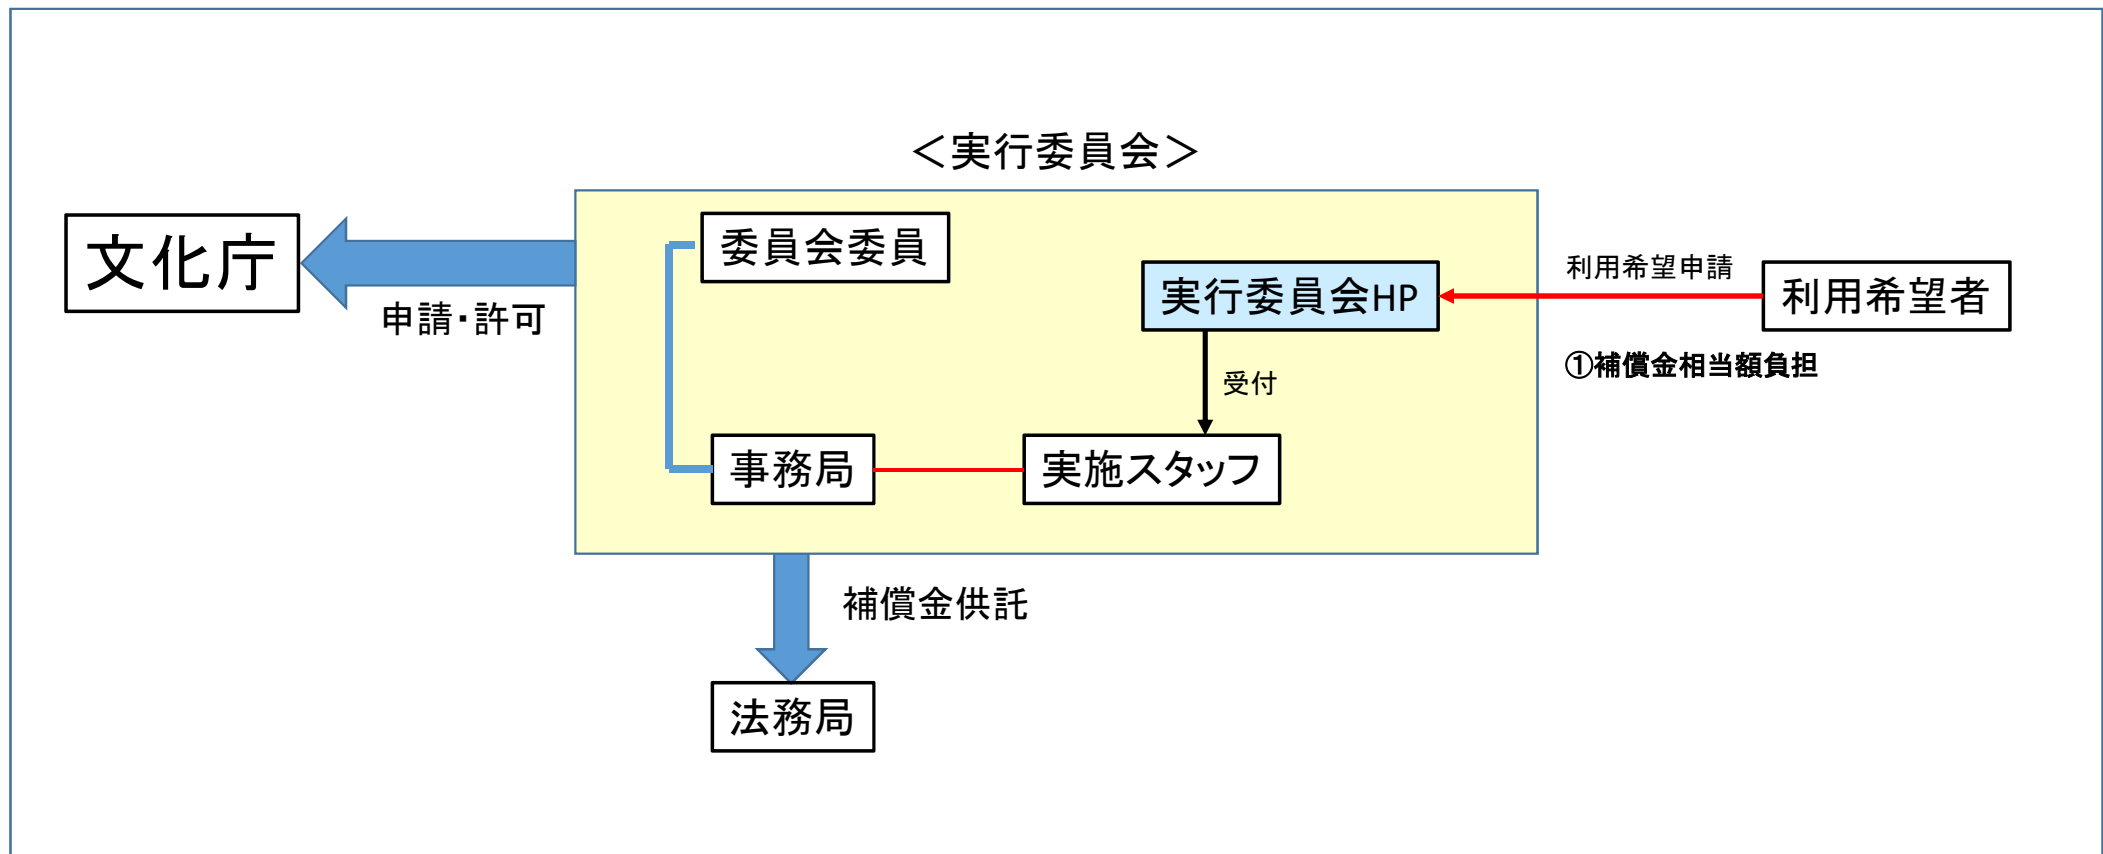 ＜実行委員会＞
文化庁
委員会委員
申請・許可
実行委員会HP
利用希望申請
利用希望者
①補償金相当額負担
受付
事務局
実施スタッフ
補償金供託
法務局